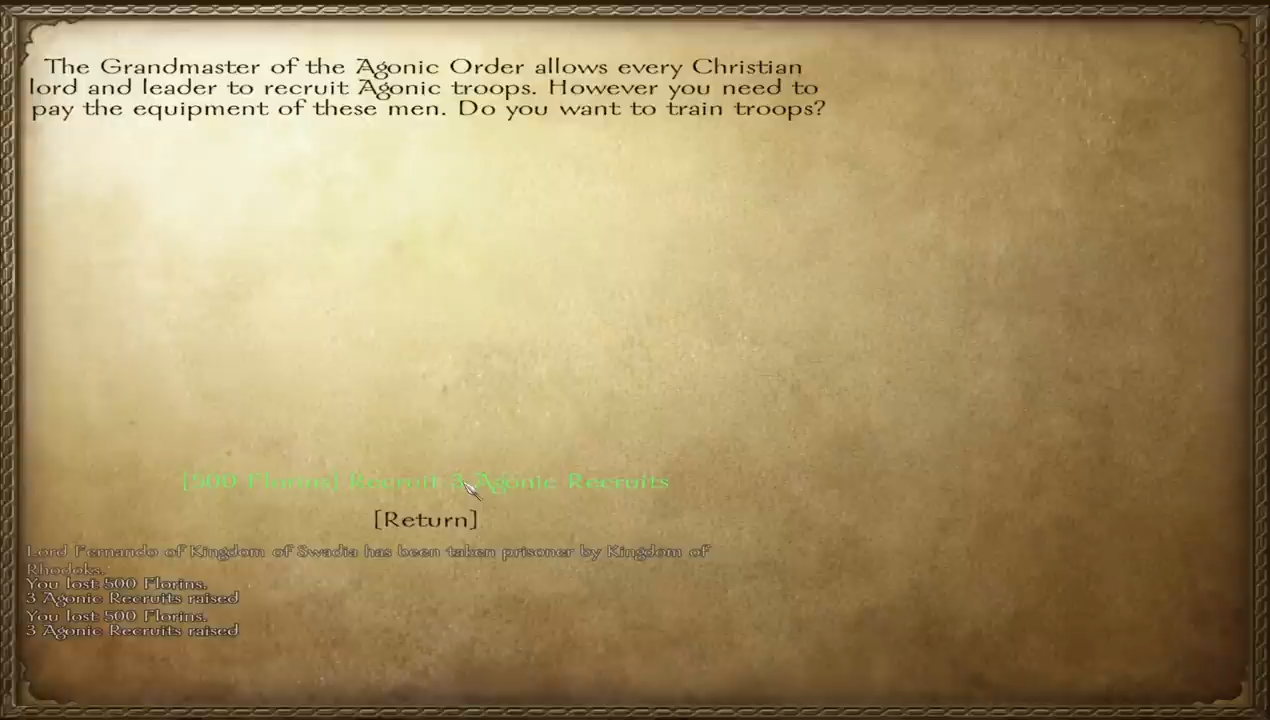 The Grandmaster of the Agonic Order allows every Christian
lord and leader to recruit Agonic troops. However you need to
pay the equipment of these men. Do you want to train troops?
[500 Florins] Recruit 3 Agonic Recruits
[Return]
Lord Fernando of Kingdom of Swadia has been taken prisoner by Kingdom of
Rhodoks.
You lost 500 Florins.
3 Agonic Recruits raised
You lost 500 Florins.
3 Agonic Recruits raised